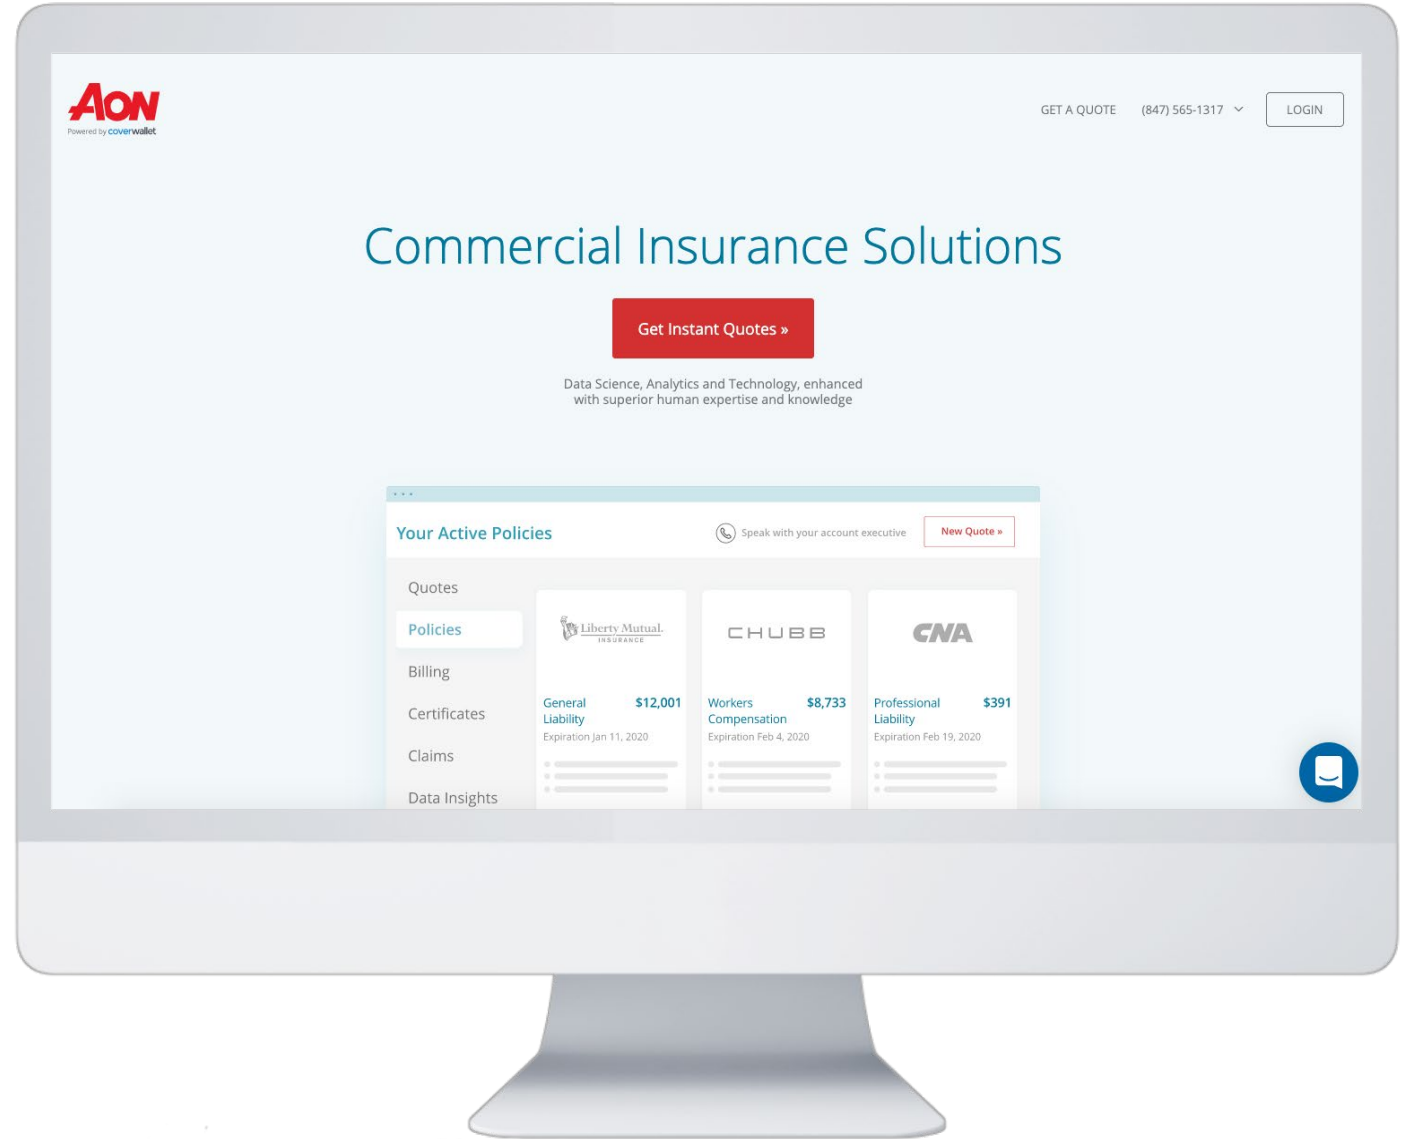 AON
Powered by coverwallet
GET A QUOTE
(847) 565-1317
LOGIN
Commercial Insurance Solutions
Get Instant Quotes »
Data Science, Analytics and Technology, enhanced
with superior human expertise and knowledge
Your Active Policies
Speak with your account executive
New Quote »
Quotes
Policies
Billing
Certificates
Claims
Data Insights
Liberty Mutual.
INSURANCE
General $12,001
Liability
Expiration Jan 11, 2020
CHUBB
Workers $8,733
Compensation
Expiration Feb 4, 2020
CNA
Professional $391
Liability
Expiration Feb 19, 2020